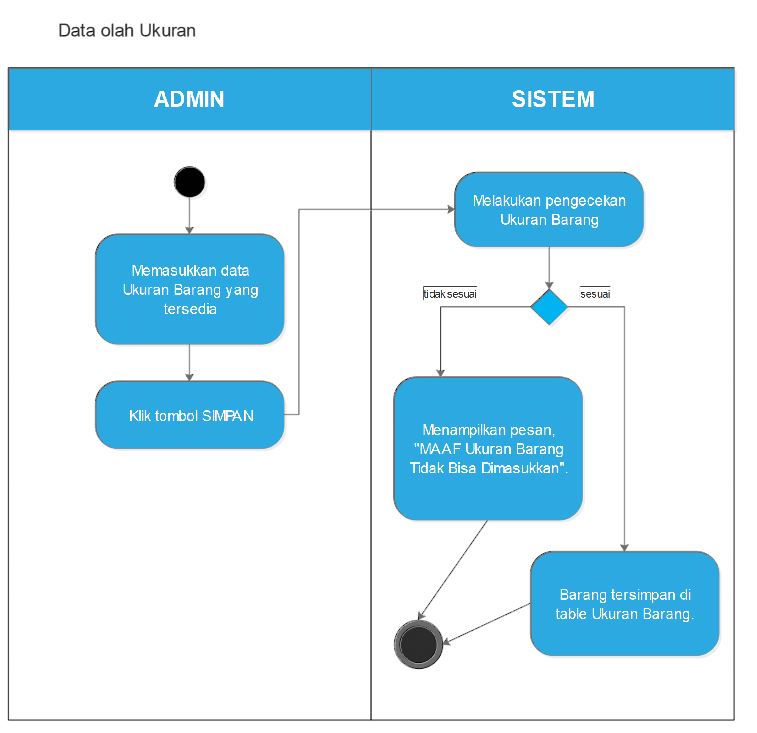 Data olah Ukuran
ADMIN
SISTEM
Memasukkan data
Ukuran Barang yang
tersedia
Klik tombol SIMPAN
Melakukan pengecekan
Ukuran Barang
tidak sesuai
sesuai
Menampilkan pesan,
"MAAF Ukuran Barang
Tidak Bisa Dimasukkan".
Barang tersimpan di
table Ukuran Barang.